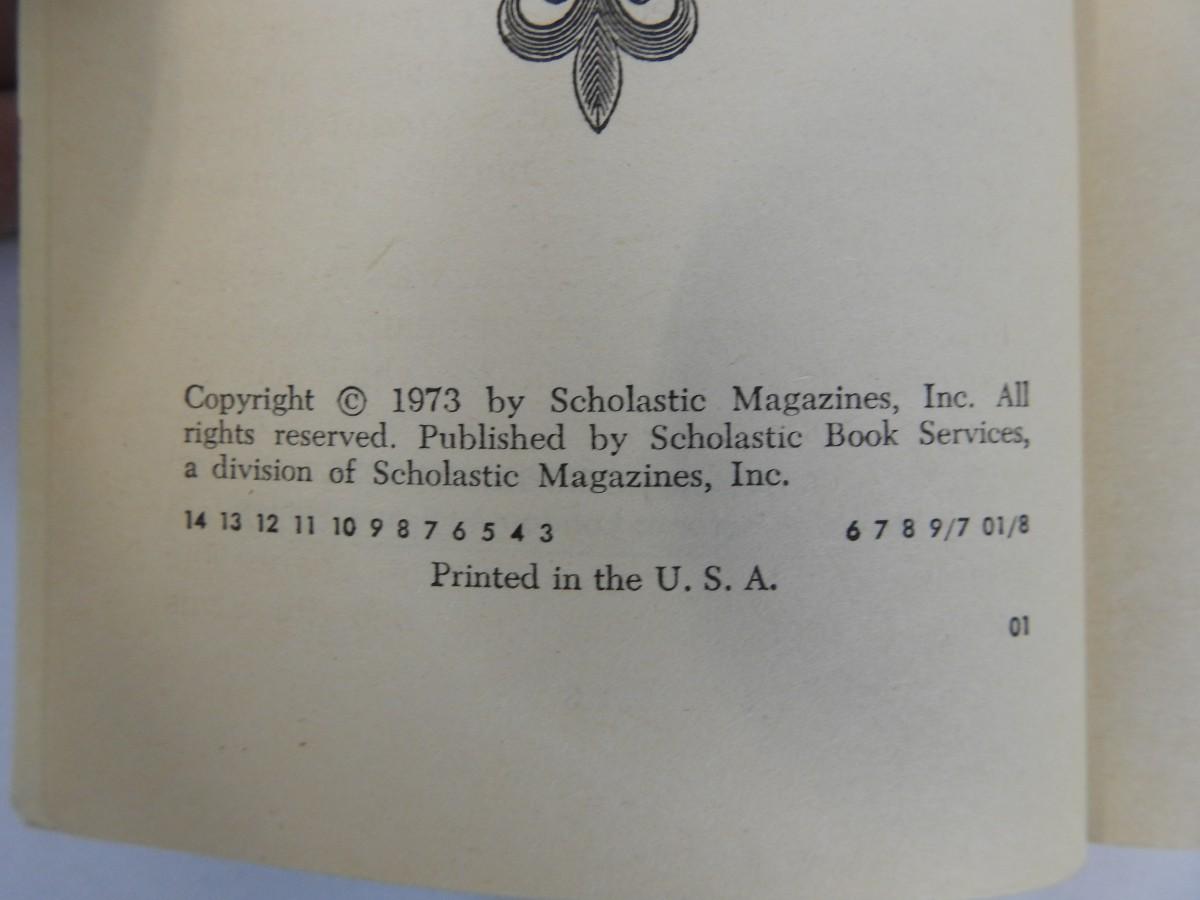 Copyright © 1973 by Scholastic Magazines, Inc. All
rights reserved. Published by Scholastic Book Services,
a division of Scholastic Magazines, Inc.
14 13 12 11 10 9 8 7 6 5 4 3 6 7 8 9/7 01/8
Printed in the U. S. A.
01